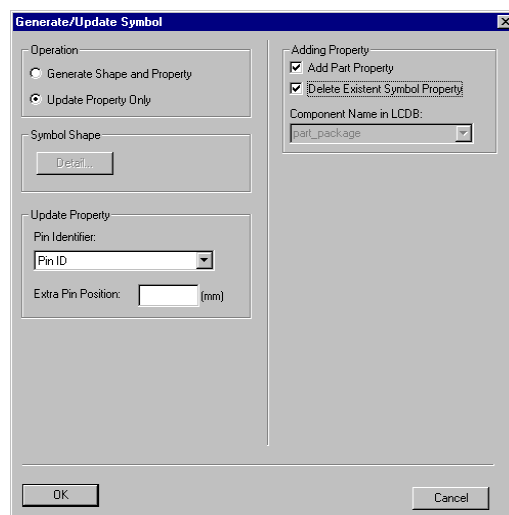 Generate/Update Symbol
Operation
Generate Shape and Property
Update Property Only
Symbol Shape
Detail...
Update Property
Pin Identifier:
Pin ID
Extra Pin Position:
(mm)
Adding Property
Add Part Property
Delete Existent Symbol Property
Component Name in LCDB:
part_package
OK
Cancel